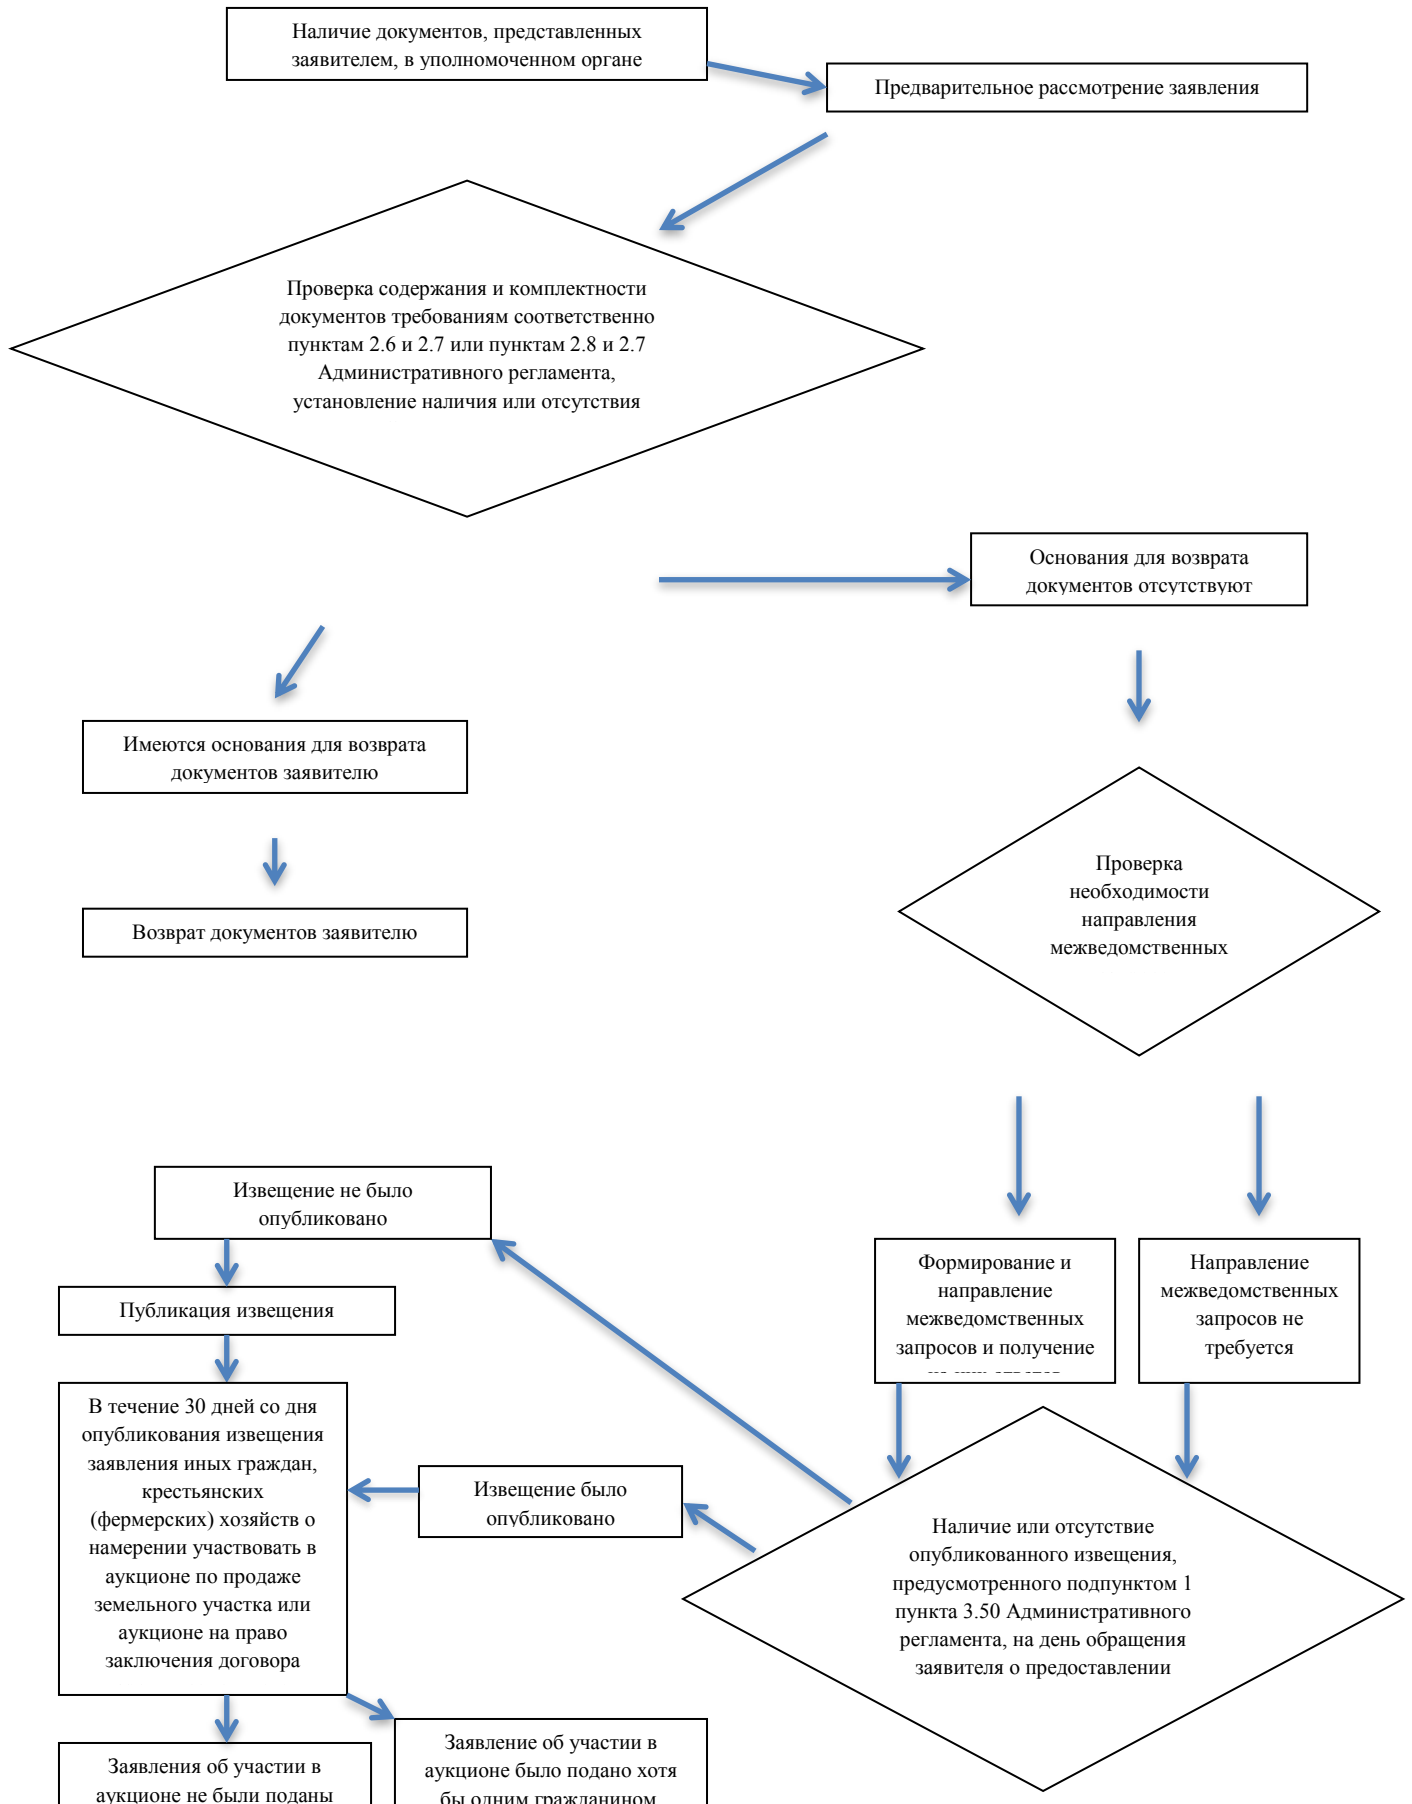 Наличие документов, представленных
заявителем, в уполномоченном органе
Предварительное рассмотрение заявления
Проверка содержания и комплектности
документов требованиям соответственно
пунктам 2.6 и 2.7 или пунктам 2.8 и 2.7
Административного регламента,
установление наличия или отсутствия
Основания для возврата
документов отсутствуют
Имеются основания для возврата
документов заявителю
Возврат документов заявителю
Проверка
необходимости
направления
межведомственных
Извещение не было
опубликовано
Публикация извещения
Формирование и
направление
межведомственных
запросов и получение
Направление
межведомственных
запросов не
требуется
В течение 30 дней со дня
опубликования извещения
заявления иных граждан,
крестьянских
(фермерских) хозяйств о
намерении участвовать в
аукционе по продаже
земельного участка или
аукционе на право
заключения договора
Извещение было
опубликовано
Наличие или отсутствие
опубликованного извещения,
предусмотренного подпунктом 1
пункта 3.50 Административного
регламента, на день обращения
заявителя о предоставлении
Заявления об участии в
аукционе не были поданы
Заявление об участии в
аукционе было подано хотя
бы одним гражданином,